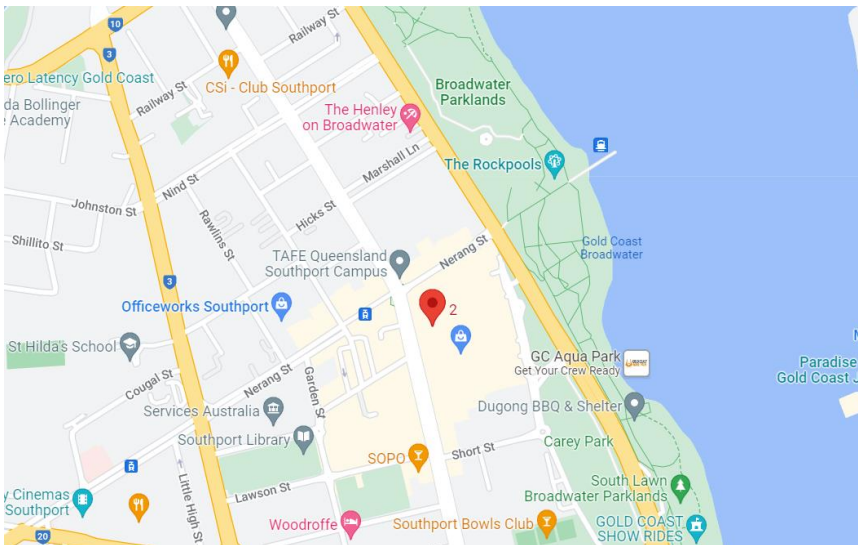 10
Railway St
3
ero Latency Gold Coast
CSi - Club Southport
Railway St
Broadwater
Parklands
da Bollinger
e Academy
The Henley
on Broadwater
Marshall Ln
The Rockpools
Nind St
Johnston St
Hicks St
Rawlins St
Shillito St
Nerang St
Gold Coast
Broadwater
TAFE Queensland
Southport Campus
3
Officeworks Southport
2
St Hilda's School
GC Aqua Park
Get Your Crew Ready
Paradise
Gold Coast J
Cougal St
Nerang St
Garden St
Services Australia
Dugong BBQ & Shelter
Southport Library
Carey Park
SOPO
Short St
South Lawn
Broadwater Parklands
Lawson St
Little High St
y Cinemas
Southport
Woodroffe
Southport Bowls Club
GOLD COAST
SHOW RIDES
20